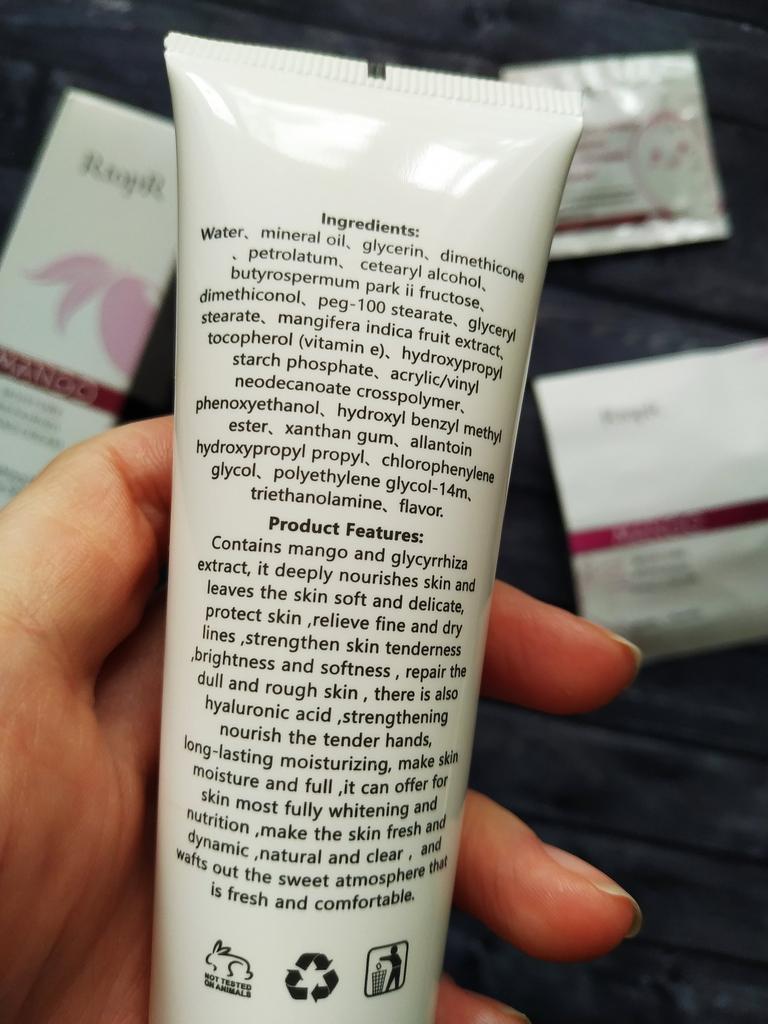 RtopR
MANGO
Ingredients:
Water、mineral oil、glycerin、dimethicone
、petrolatum、cetearyl alcohol、
butyrospermum park ii fructose、
dimethiconol、peg-100 stearate、glyceryl
stearate、mangifera indica fruit extract、
tocopherol (vitamin e)、hydroxypropyl
starch phosphate、acrylic/vinyl
neodecanoate crosspolymer、
phenoxyethanol、hydroxyl benzyl methyl
ester、xanthan gum、allantoin
hydroxypropyl propyl、chlorophenylene
glycol、polyethylene glycol-14m、
triethanolamine、flavor.
Product Features:
Contains mango and glycyrrhiza
extract, it deeply nourishes skin and
leaves the skin soft and delicate,
protect skin ,relieve fine and dry
lines ,strengthen skin tenderness
,brightness and softness , repair the
dull and rough skin , there is also
hyaluronic acid ,strengthening
nourish the tender hands,
long-lasting moisturizing, make skin
moisture and full ,it can offer for
skin most fully whitening and
nutrition ,make the skin fresh and
dynamic ,natural and clear , and
wafts out the sweet atmosphere that
is fresh and comfortable.
NOT TESTED
ON ANIMALS
RtopR
MANGO